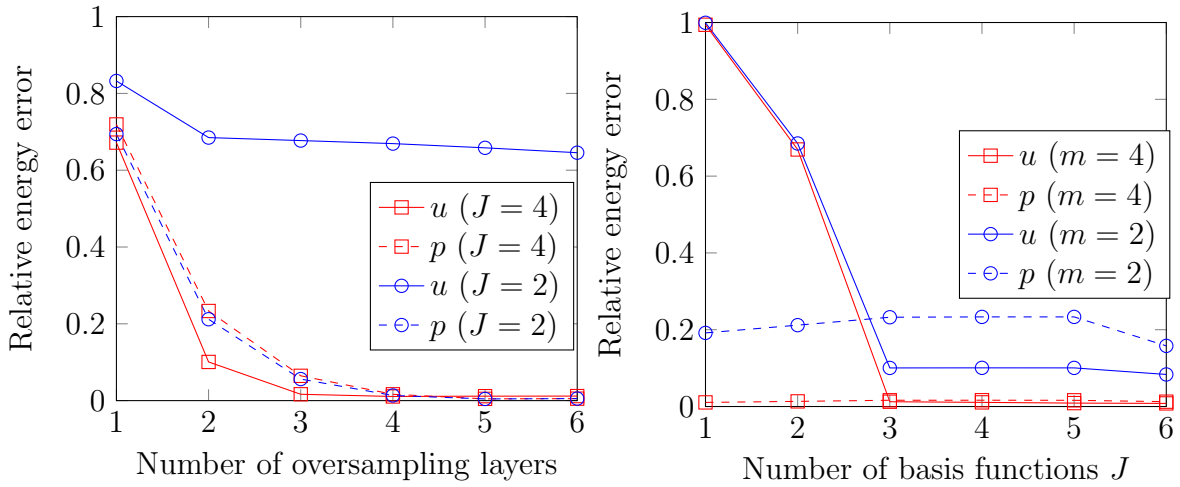 Relative energy error
1
0.8
0.6
0.4
0.2
0
1 2 3 4 5 6
Number of oversampling layers
u (J = 4)
p (J = 4)
u (J = 2)
p (J = 2)
Relative energy error
1
0.8
0.6
0.4
0.2
0
1 2 3 4 5 6
Number of basis functions J
u (m = 4)
p (m = 4)
u (m = 2)
p (m = 2)